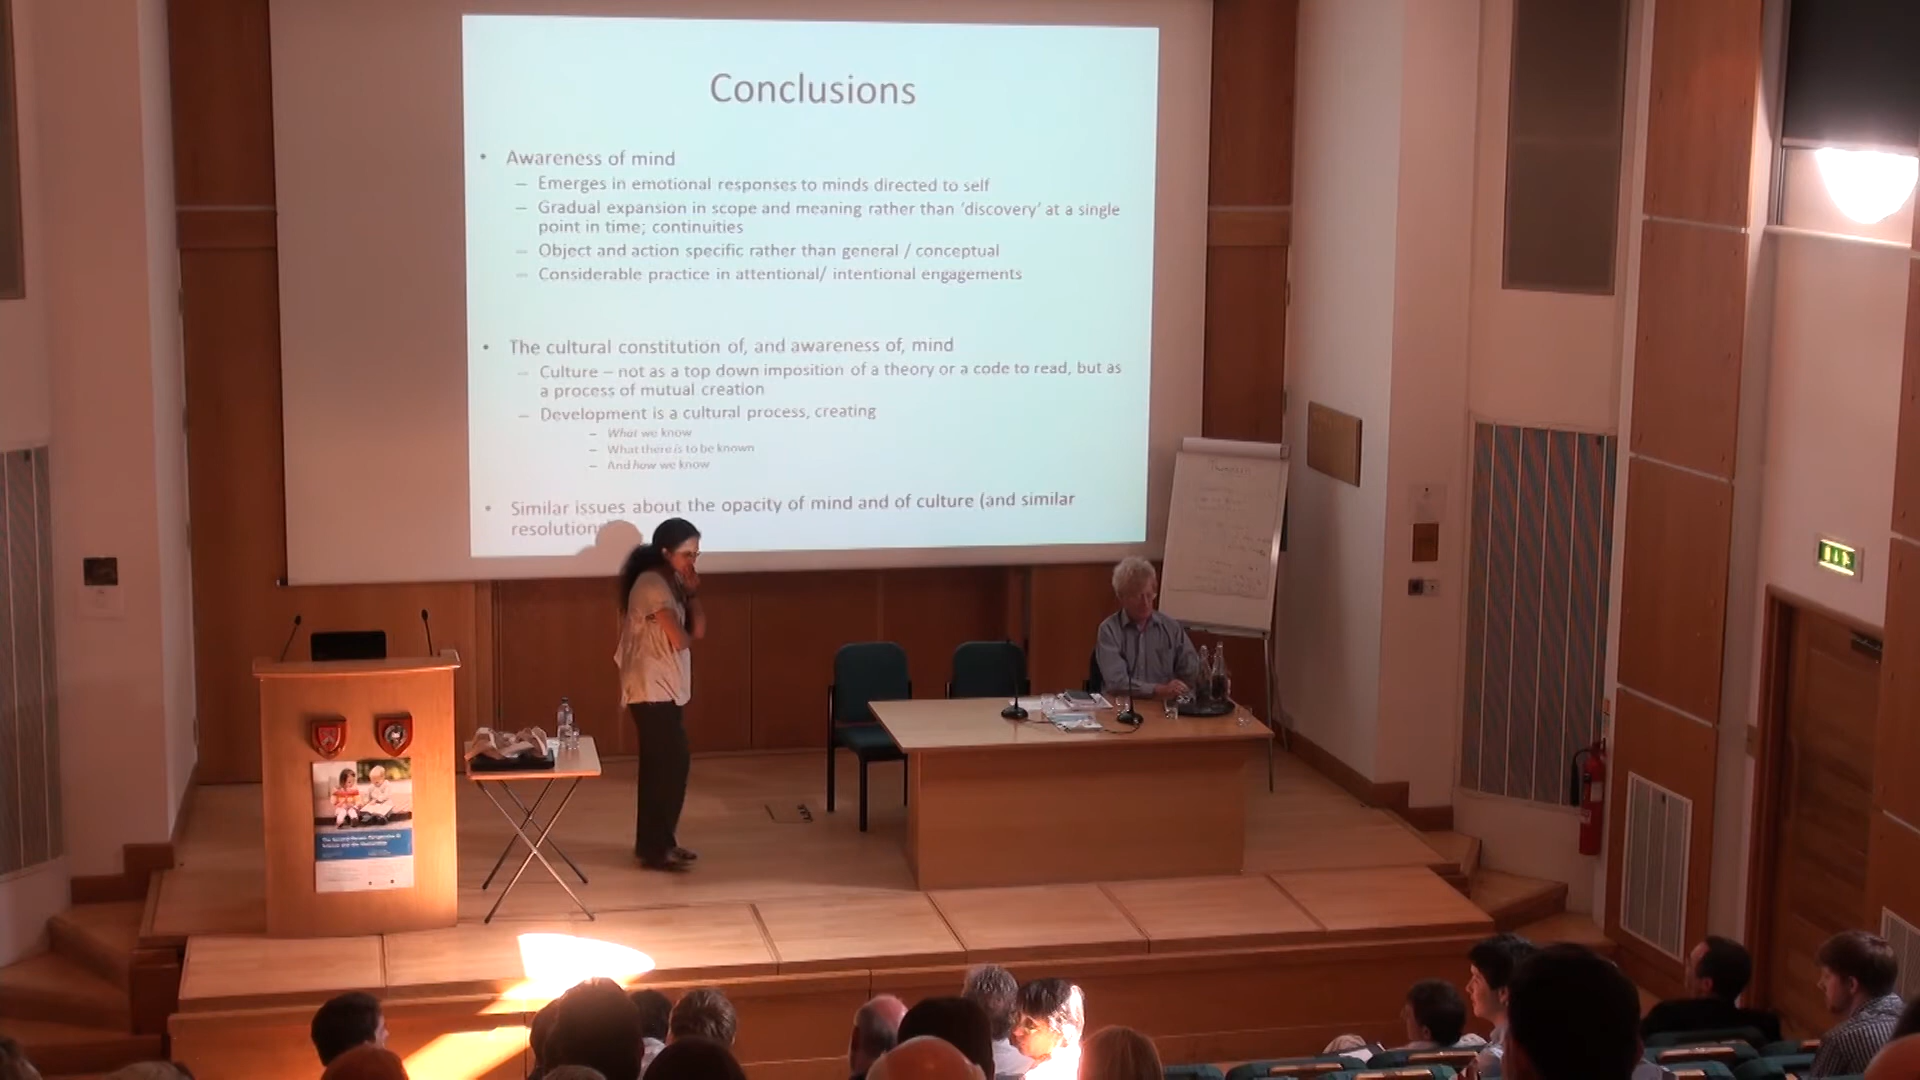 Conclusions
• Awareness of mind
– Emerges in emotional responses to minds directed to self
– Gradual expansion in scope and meaning rather than ‘discovery’ at a single
point in time; continuities
– Object and action specific rather than general / conceptual
– Considerable practice in attentional/ intentional engagements
• The cultural constitution of, and awareness of, mind
– Culture – not as a top down imposition of a theory or a code to read, but as
a process of mutual creation
– Development is a cultural process, creating
– What we know
– What there is to be known
– And how we know
• Similar issues about the opacity of mind and of culture (and similar
resolutions